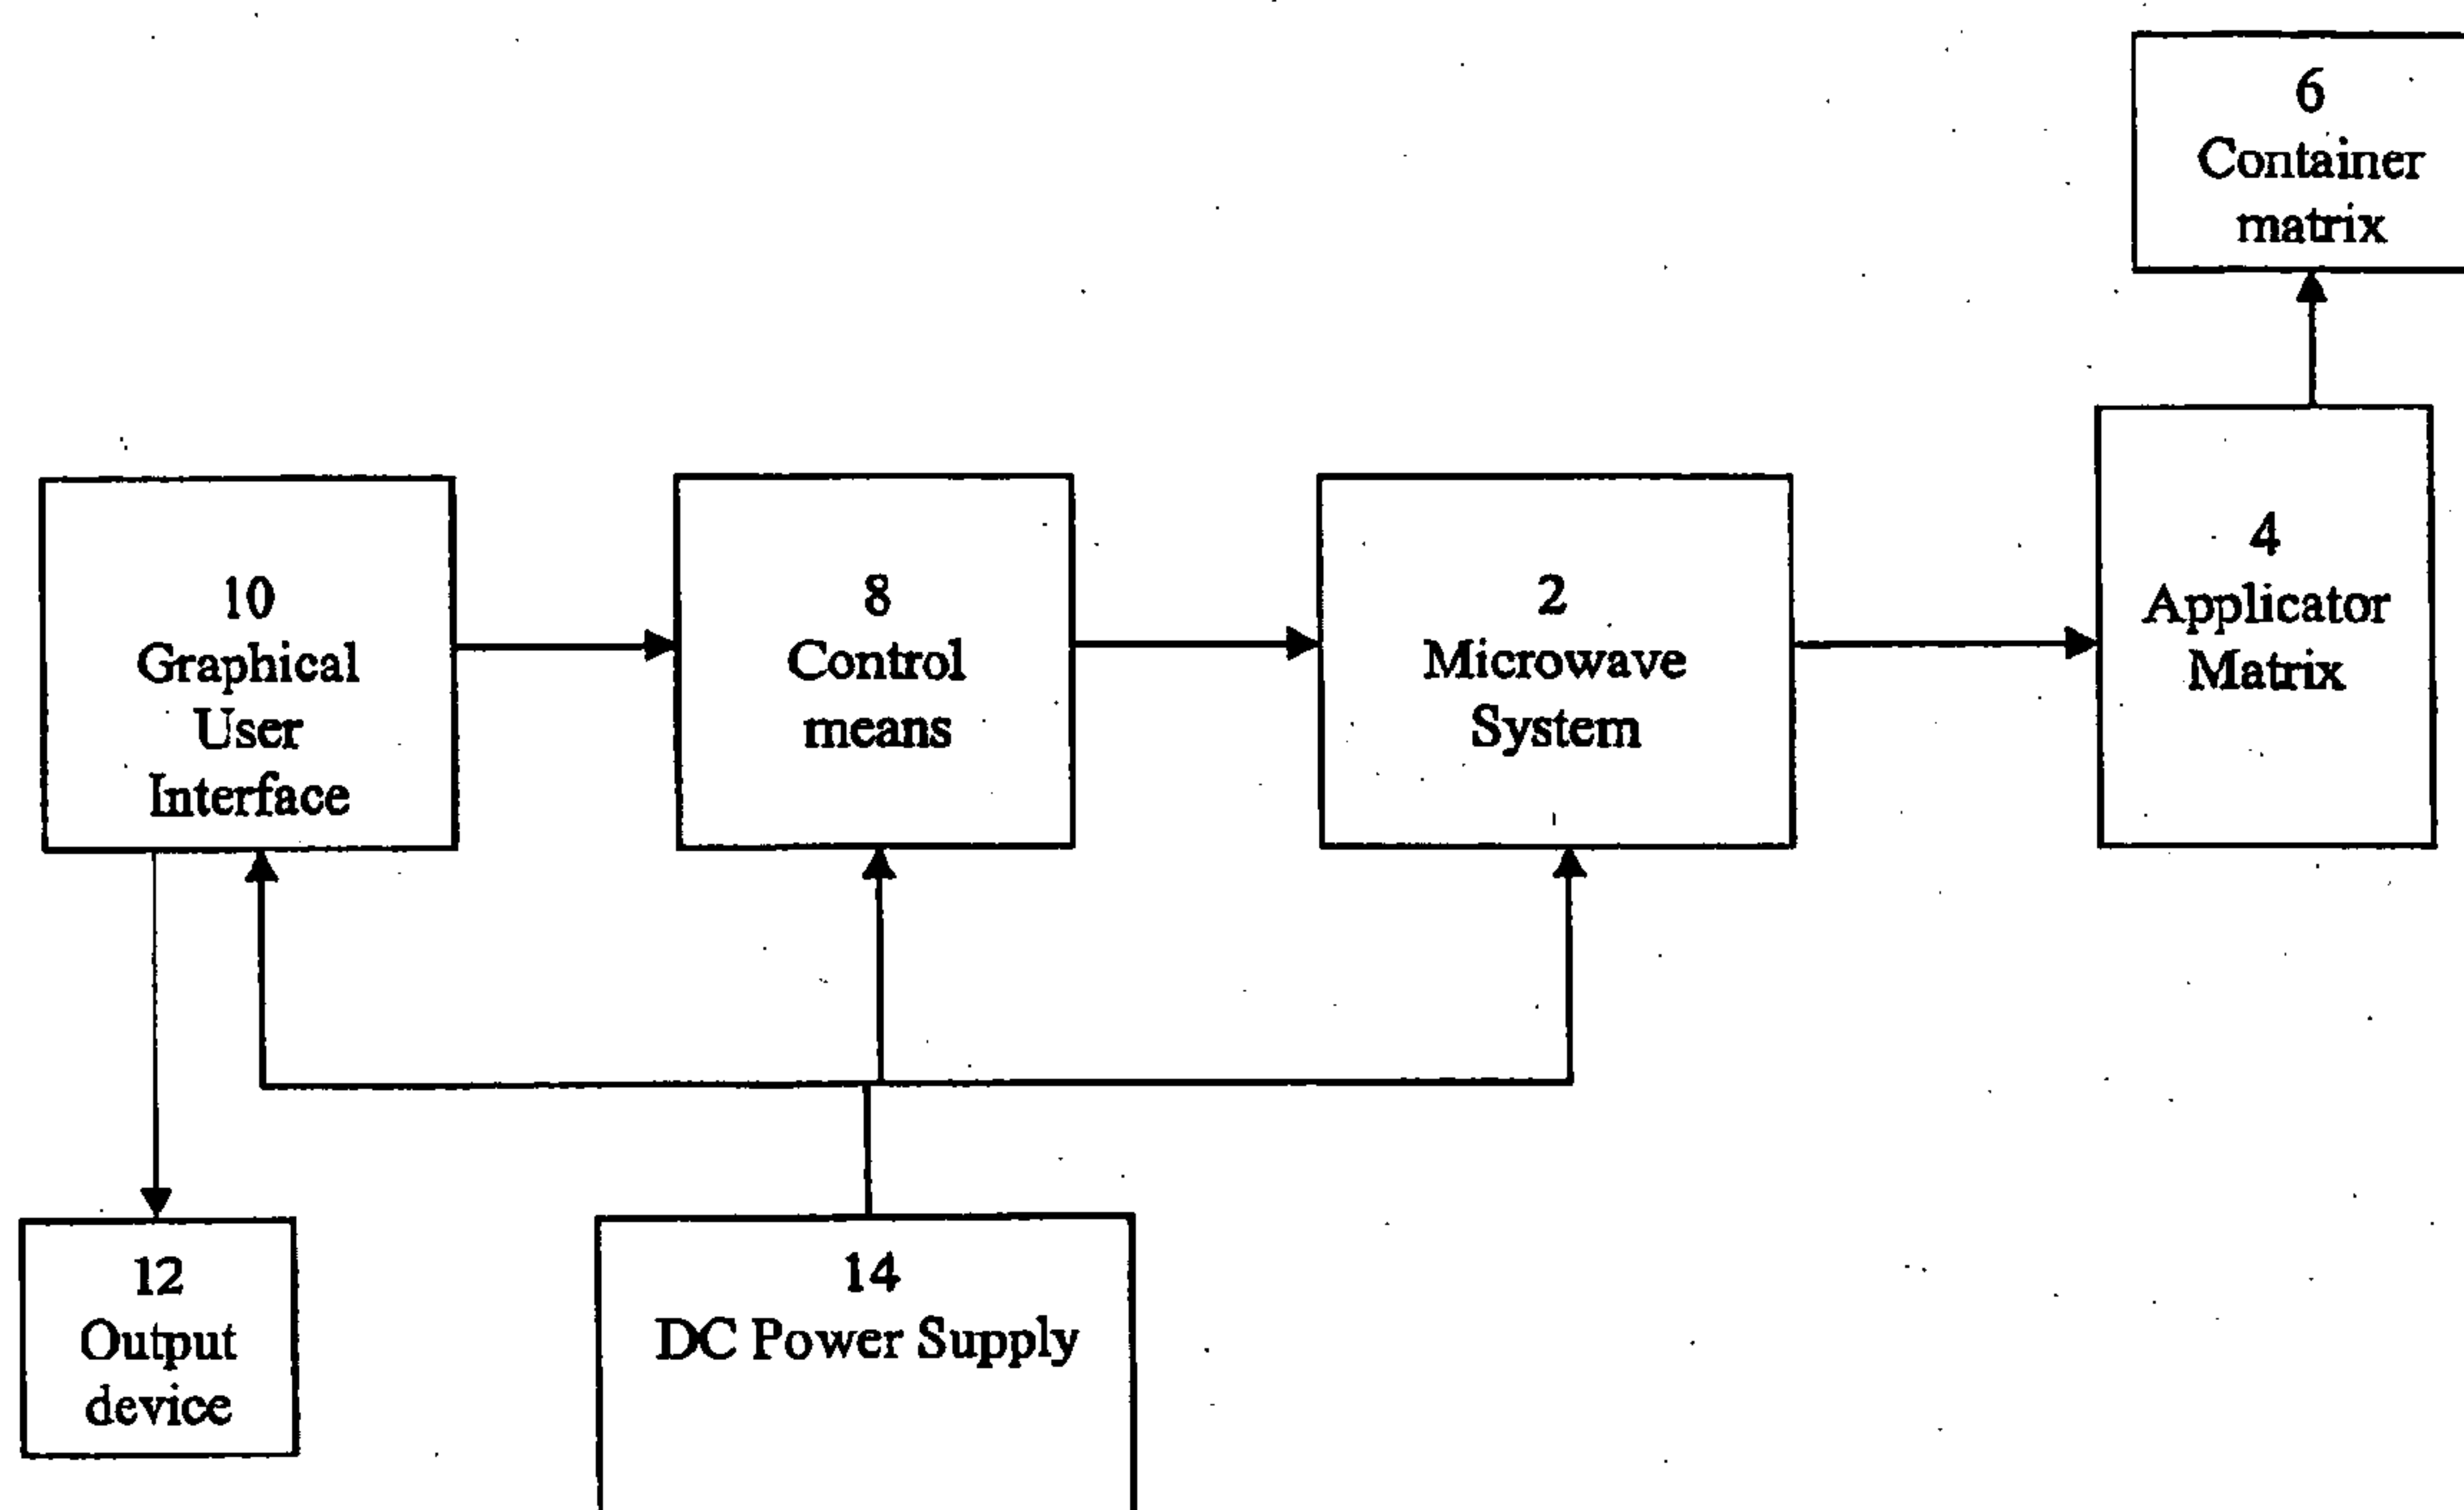 6
Container
matrix
10
Graphical
User
Interface
8
Control
means
2
Microwave
System
4
Applicator
Matrix
12
Output
device
14
DC Power Supply